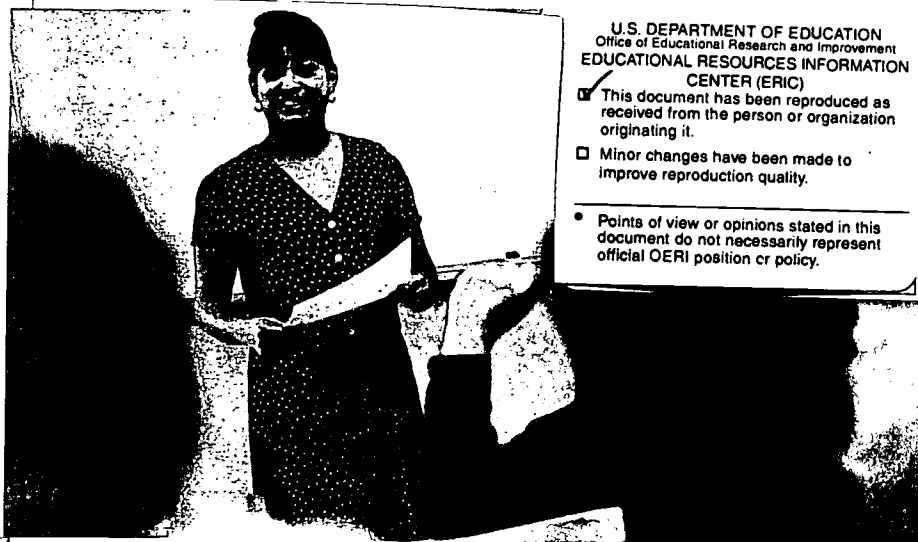 U.S. DEPARTMENT OF EDUCATION
Office of Educational Research and Improvement
EDUCATIONAL RESOURCES INFORMATION
CENTER (ERIC)
This document has been reproduced as
received from the person or organization
originating it.
Minor changes have been made to
improve reproduction quality.
Points of view or opinions stated in this
document do not necessarily represent
official OERI position cr policy.